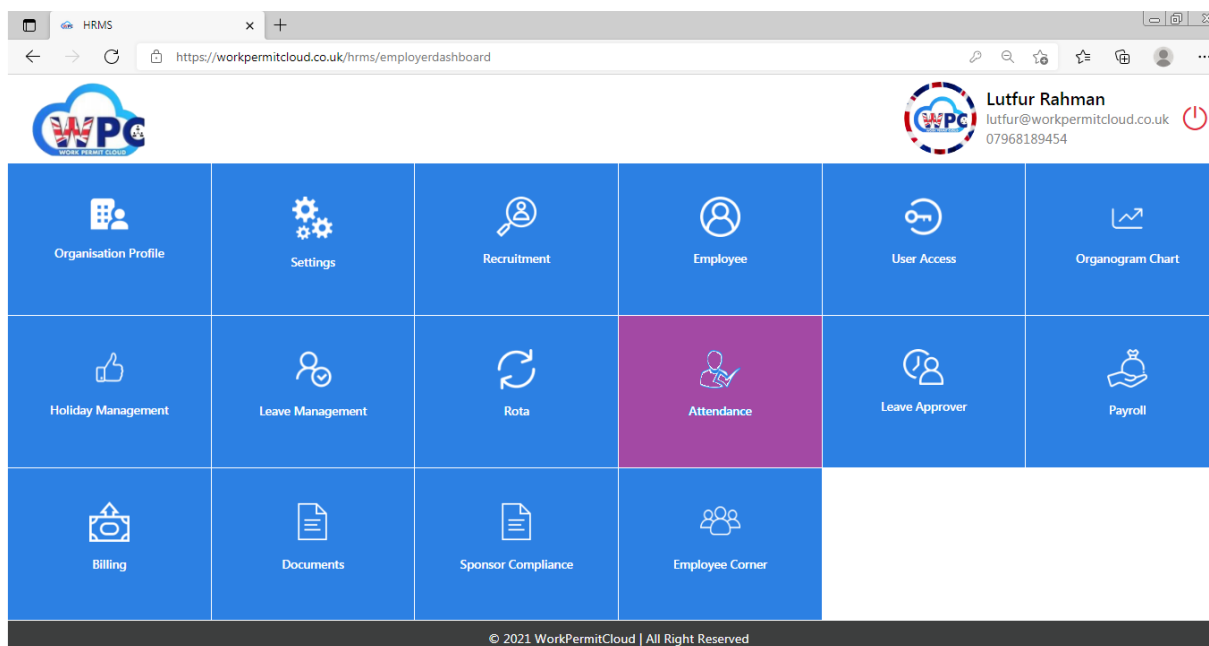 HRMS
https://workpermitcloud.co.uk/hrms/employerdashboard
WPC
WORK PERMIT CLOUD
WPC
Lutfur Rahman
lutfur@workpermitcloud.co.uk
07968189454
Organisation Profile
Settings
Recruitment
Employee
User Access
Organogram Chart
Holiday Management
Leave Management
Rota
Attendance
Leave Approver
Payroll
Billing
Documents
Sponsor Compliance
Employee Corner
© 2021 WorkPermitCloud | All Right Reserved